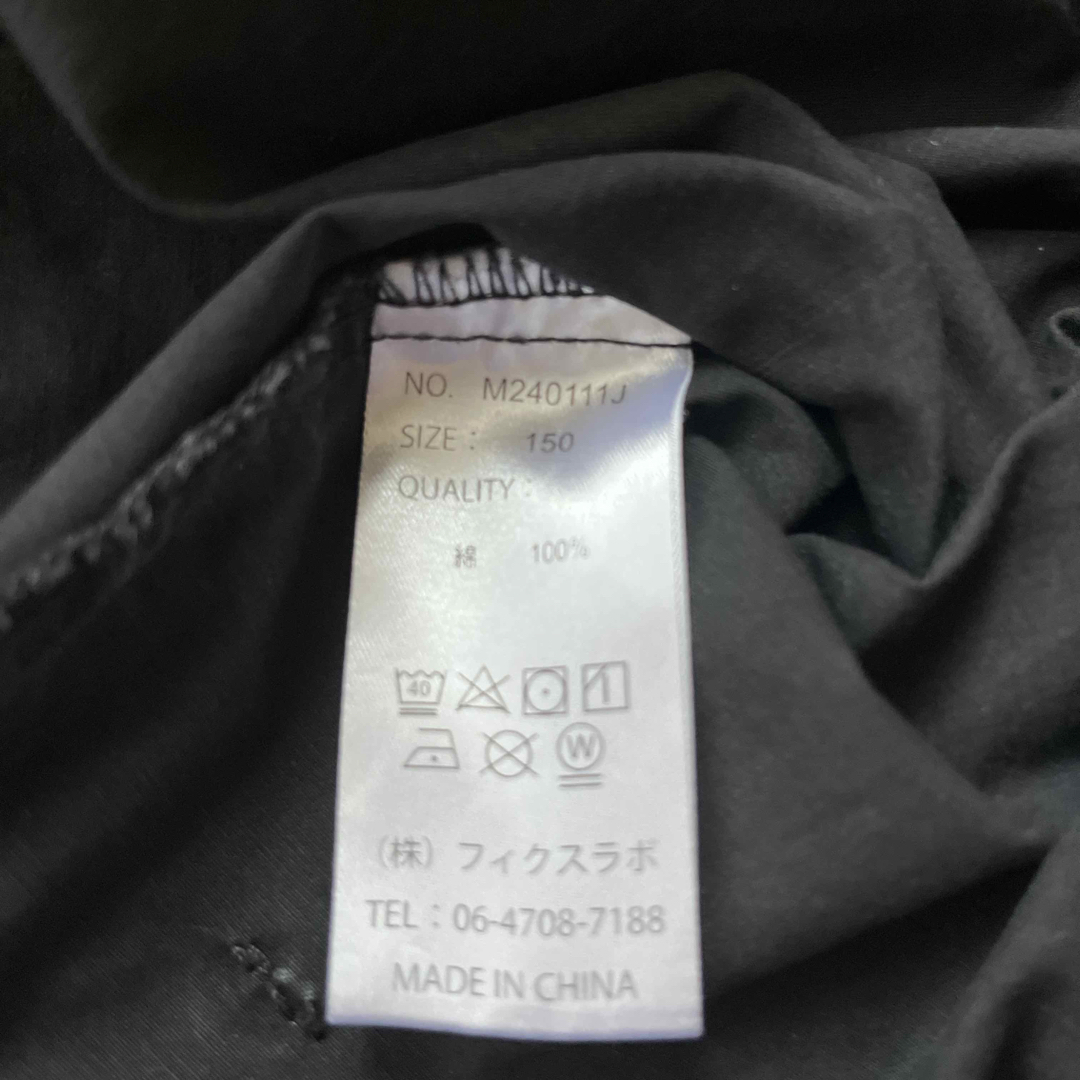 NO. M240111J
SIZE： 150
QUALITY：
綿 100%
40
W
（株）フィクスラボ
TEL：06-4708-7188
MADE IN CHINA